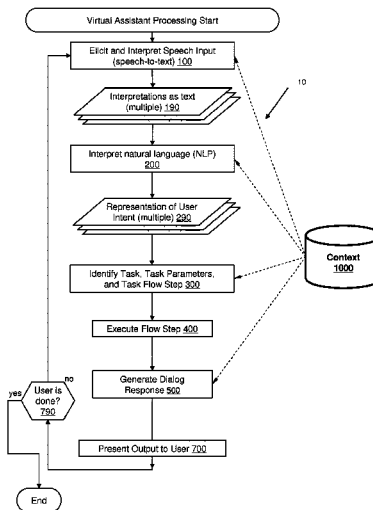 Virtual Assistant Processing Start
Elicit and Interpret Speech Input
(speech-to-text) 100
10
Interpretations as text
(multiple) 190
Interpret natural language (NLP)
200
Representation of User
Intent (multiple) 290
Context
1000
Identify Task, Task Parameters,
and Task Flow Step 300
Execute Flow Step 400
Generate Dialog
Response 500
yes
no
User is
done?
790
Present Output to User 700
End